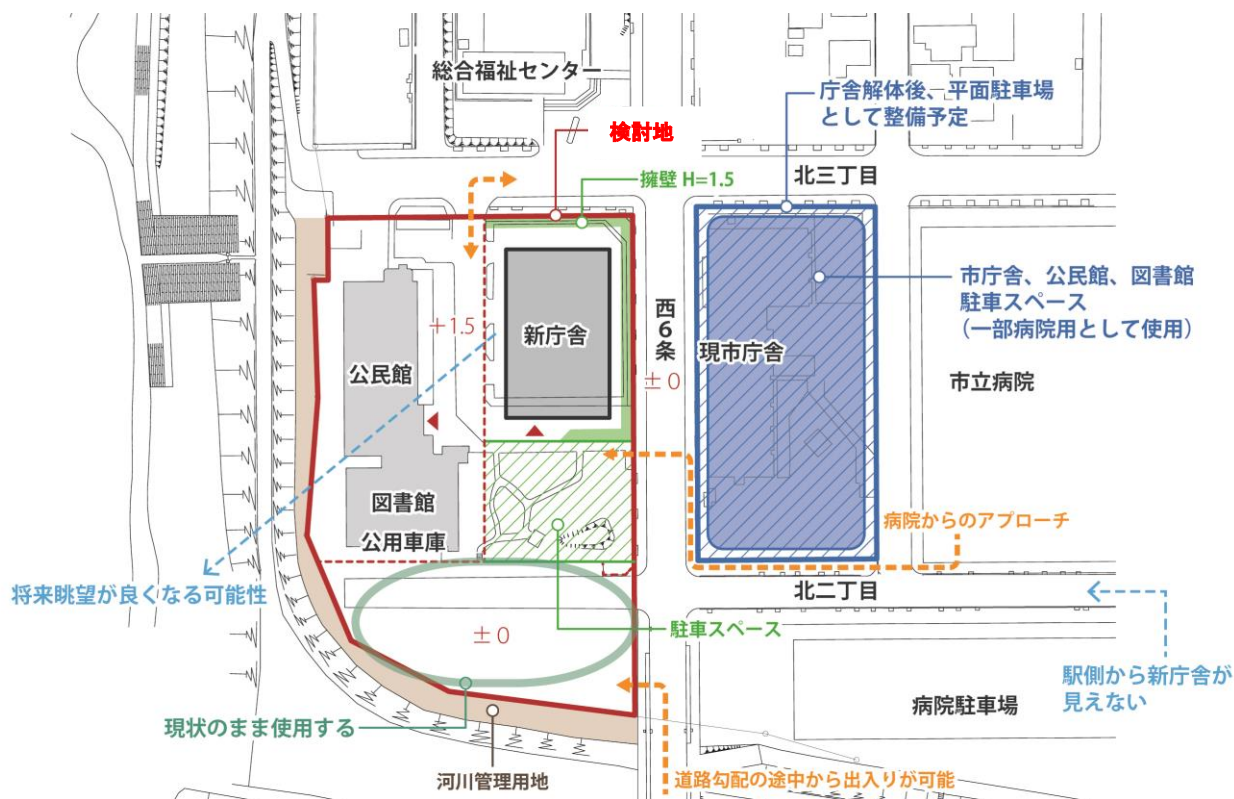 総合福祉センター
庁舎解体後、平面駐車場
として整備予定
検討地
北三丁目
擁壁 H=1.5
市庁舎、公民館、図書館
駐車スペース
（一部病院用として使用）
西6条
+1.5
新庁舎
現市庁舎
±0
公民館
市立病院
図書館
公用車庫
病院からのアプローチ
将来眺望が良くなる可能性
北二丁目
±0
駐車スペース
駅側から新庁舎が
見えない
現状のまま使用する
病院駐車場
河川管理用地
道路勾配の途中から出入りが可能